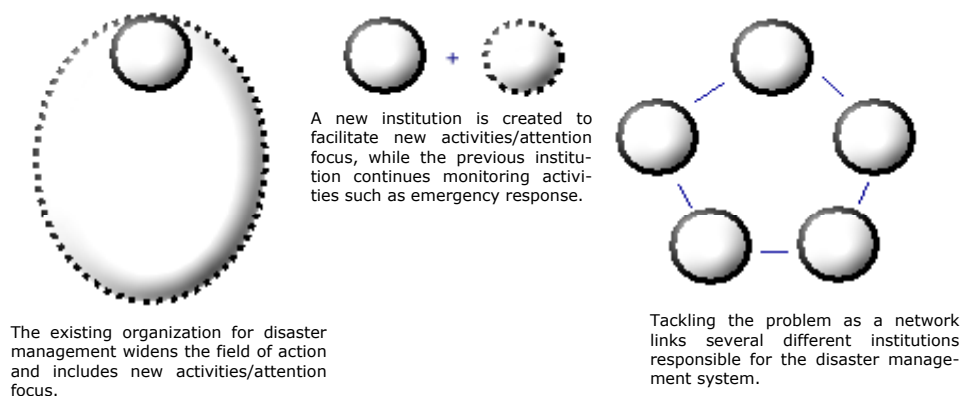 The existing organization for disaster
management widens the field of action
and includes new activities/attention
focus.
+
A new institution is created to
facilitate new activities/attention
focus, while the previous institu-
tion continues monitoring activi-
ties such as emergency response.
Tackling the problem as a network
links several different institutions
responsible for the disaster manage-
ment system.